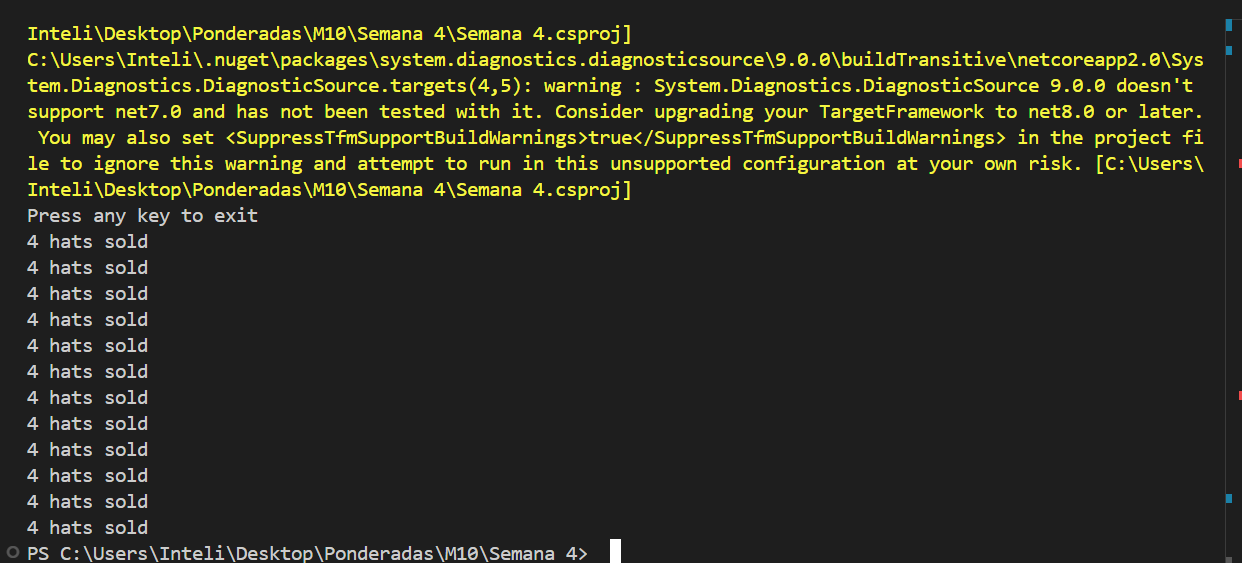 Inteli\Desktop\Ponderadas\M10\Semana 4\Semana 4.csproj]
C:\Users\Inteli\.nuget\packages\system.diagnostics.diagnosticsource\9.0.0\buildTransitive\netcoreapp2.0\Sys
tem.Diagnostics.DiagnosticSource.targets(4,5): warning : System.Diagnostics.DiagnosticSource 9.0.0 doesn't
support net7.0 and has not been tested with it. Consider upgrading your TargetFramework to net8.0 or later.
 You may also set <SuppressTfmSupportBuildWarnings>true</SuppressTfmSupportBuildWarnings> in the project fi
le to ignore this warning and attempt to run in this unsupported configuration at your own risk. [C:\Users\
Inteli\Desktop\Ponderadas\M10\Semana 4\Semana 4.csproj]
Press any key to exit
4 hats sold
4 hats sold
4 hats sold
4 hats sold
4 hats sold
4 hats sold
4 hats sold
4 hats sold
4 hats sold
4 hats sold
4 hats sold
4 hats sold
PS C:\Users\Inteli\Desktop\Ponderadas\M10\Semana 4>